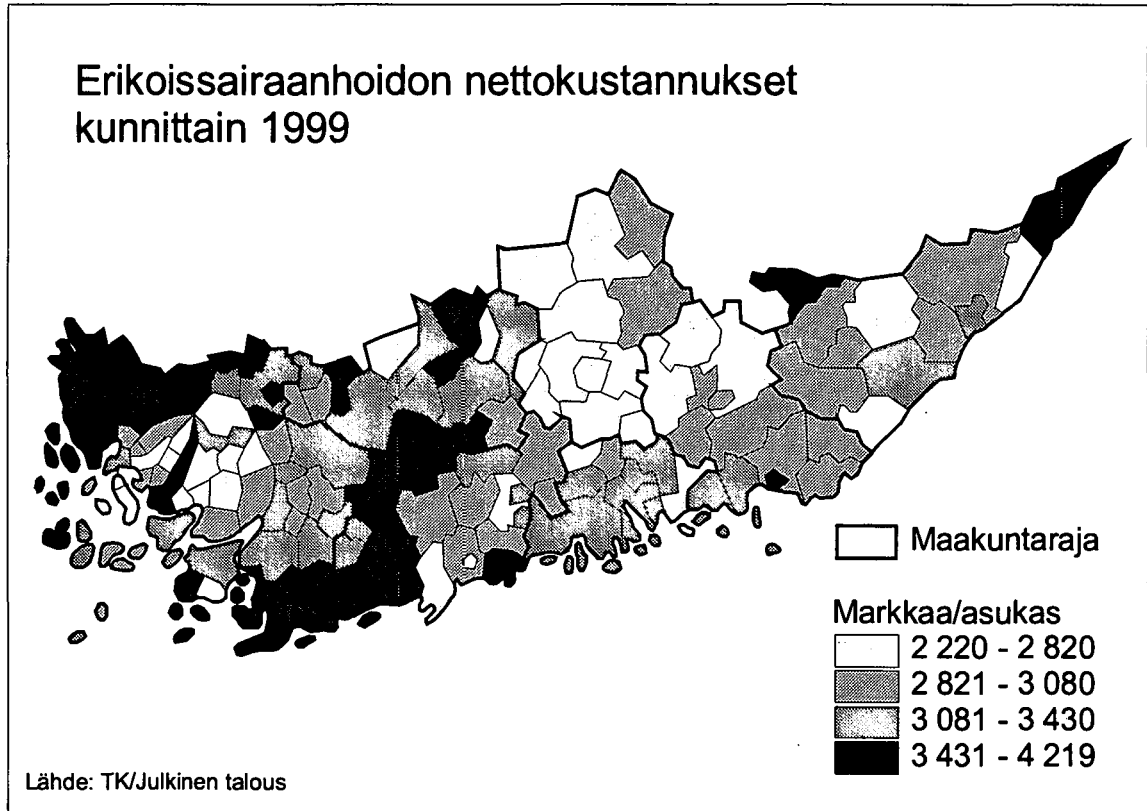 Erikoissairaanhoidon nettokustannukset
kunnittain 1999
Maakuntaraja
Markkaa/asukas
2 220 - 2 820
2 821 - 3 080
3 081 - 3 430
3 431 - 4 219
Lähde: TK/Julkinen talous